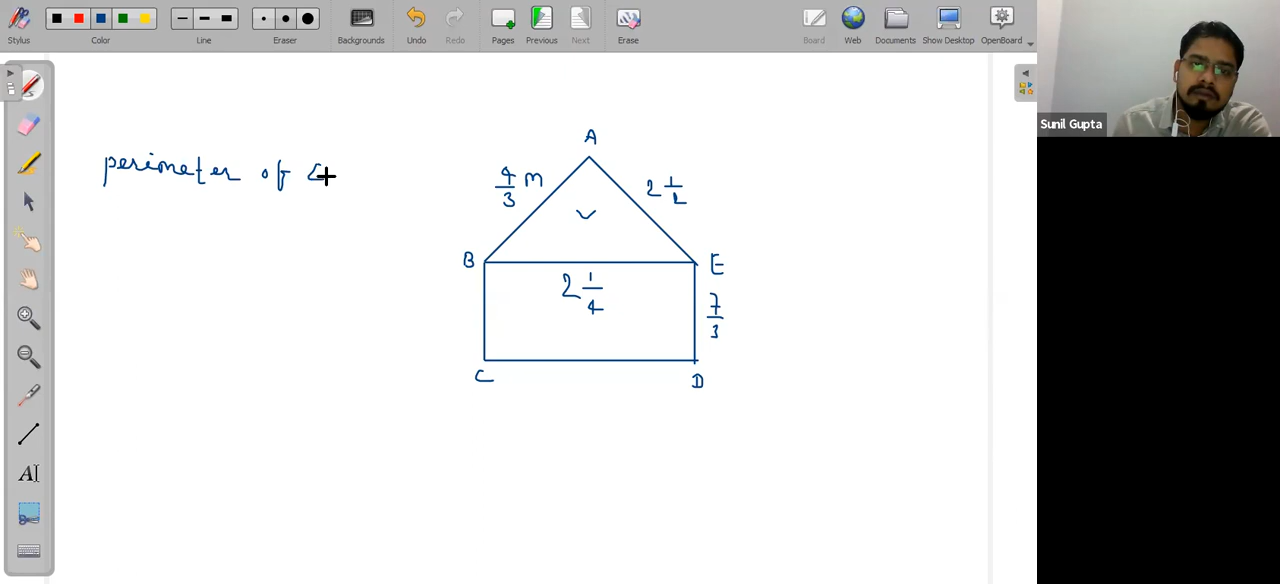 Stylus
Color
Line
Eraser
Backgrounds
Undo
Redo
Pages
Previous
Next
Erase
Board
Web
Documents
Show Desktop
OpenBoard
Sunil Gupta
perimeter of
A
4/3 m
2 1/2
B
E
2 1/4
7/3
C
D
A